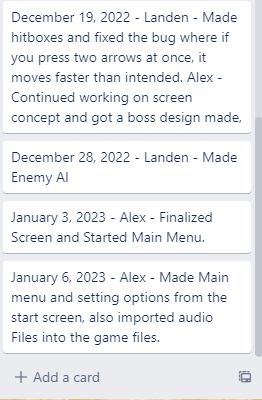 December 19, 2022 - Landen - Made
hitboxes and fixed the bug where if
you press two arrows at once, it
moves faster than intended. Alex -
Continued working on screen
concept and got a boss design made,
December 28, 2022 - Landen - Made
Enemy AI
January 3, 2023 - Alex - Finalized
Screen and Started Main Menu.
January 6, 2023 - Alex - Made Main
menu and setting options from the
start screen, also imported audio
Files into the game files.
+ Add a card